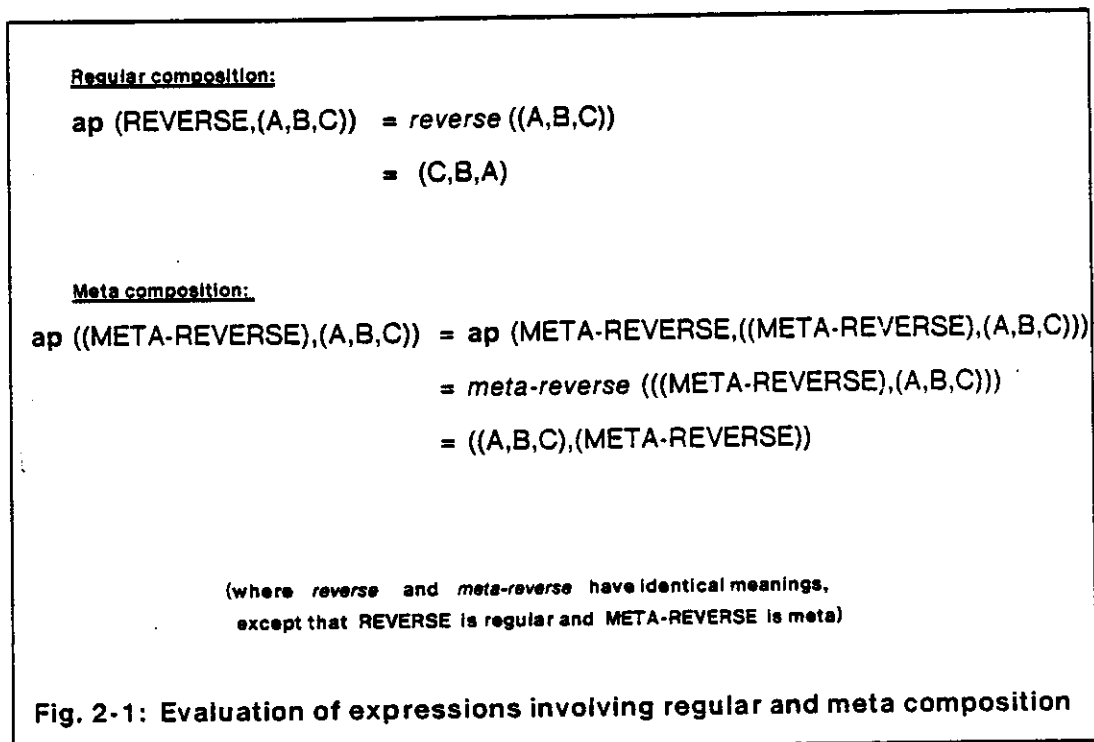 Regular composition:
ap (REVERSE,(A,B,C)) = reverse ((A,B,C))
= (C,B,A)
Meta composition:
ap ((META-REVERSE),(A,B,C)) = ap (META-REVERSE,((META-REVERSE),(A,B,C)))
= meta-reverse (((META-REVERSE),(A,B,C)))
= ((A,B,C),(META-REVERSE))
(where reverse and meta-reverse have identical meanings,
except that REVERSE is regular and META-REVERSE is meta)
Fig. 2-1: Evaluation of expressions involving regular and meta composition